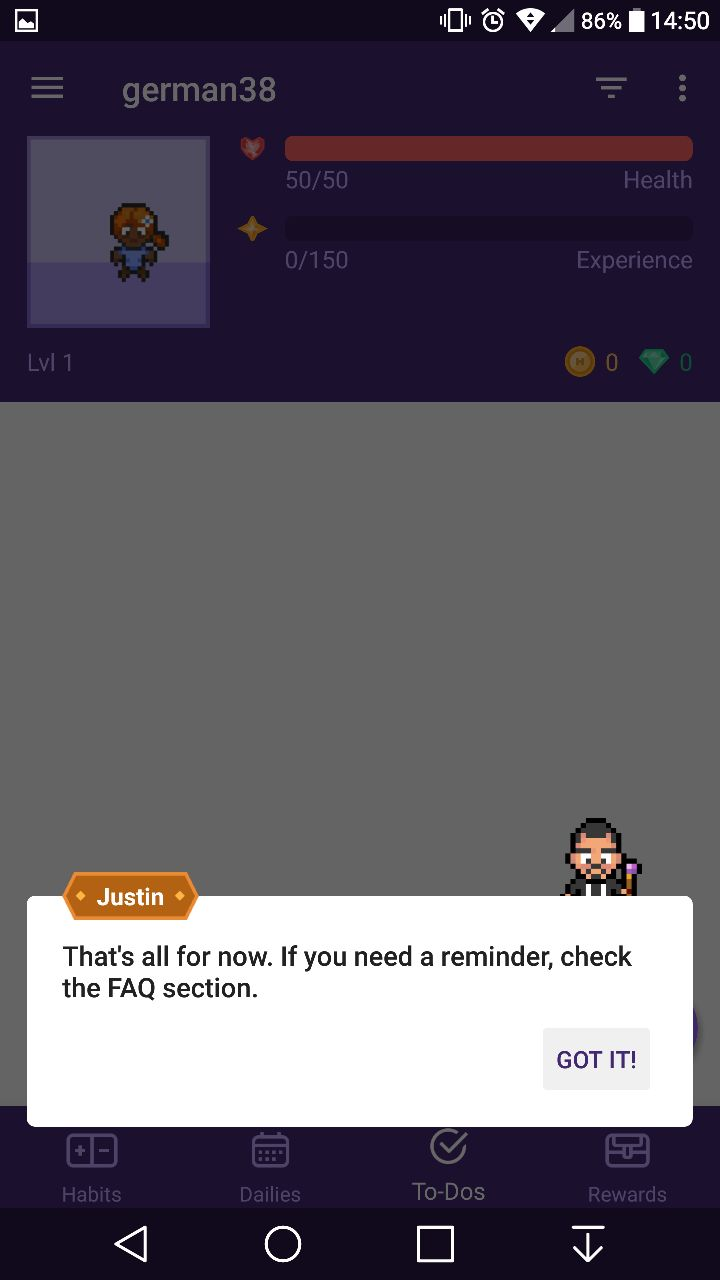 86% 14:50
german38
50/50 Health
0/150 Experience
Lvl 1 0 0
Justin
That's all for now. If you need a reminder, check
the FAQ section.
GOT IT!
Habits Dailies To-Dos Rewards